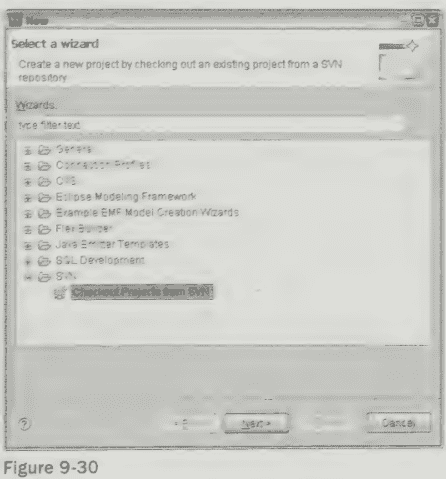 New
Select a wizard
Create a new project by checking out an existing project from a SVN
repository
Wizards:
type filter text
General
Connection Profiles
CVS
Eclipse Modeling Framework
Example EMF Model Creation Wizards
Flex Builder
Java Emitter Templates
SQL Development
SVN
Checkout Projects from SVN
Next > Cancel
Figure 9-30